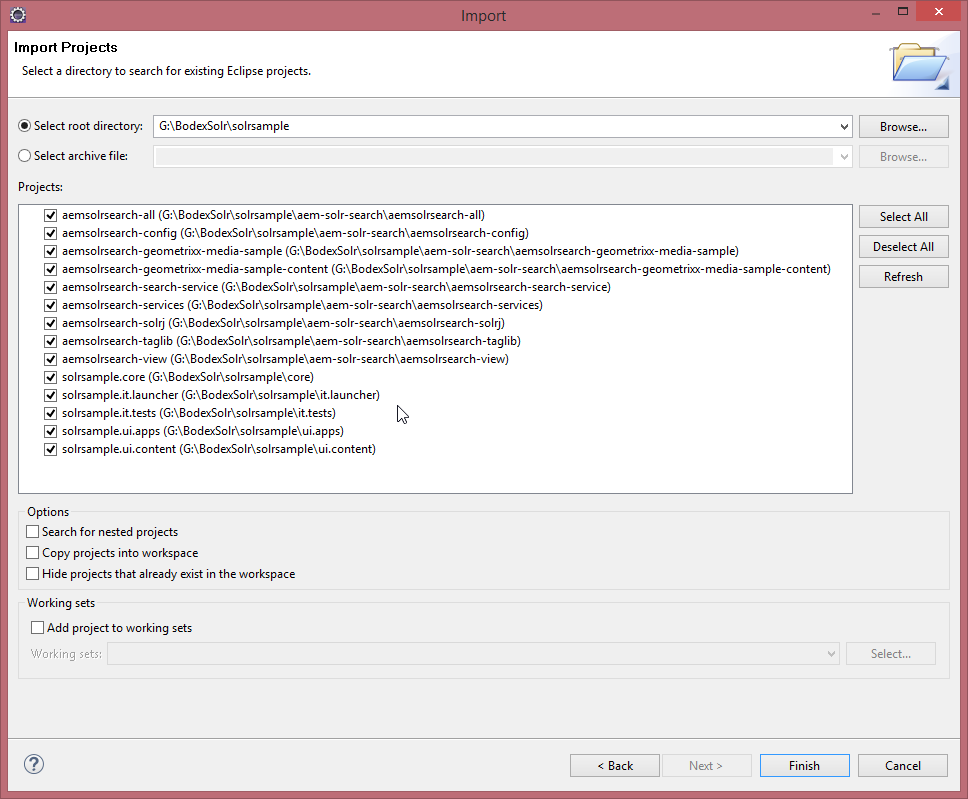 Import
Import Projects
Select a directory to search for existing Eclipse projects.
Select root directory: G:\BodexSolr\solrsample Browse...
Select archive file: Browse...
Projects:
aemsolrsearch-all (G:\BodexSolr\solrsample\aem-solr-search\aemsolrsearch-all) Select All
aemsolrsearch-config (G:\BodexSolr\solrsample\aem-solr-search\aemsolrsearch-config)
aemsolrsearch-geometrixx-media-sample (G:\BodexSolr\solrsample\aem-solr-search\aemsolrsearch-geometrixx-media-sample) Deselect All
aemsolrsearch-geometrixx-media-sample-content (G:\BodexSolr\solrsample\aem-solr-search\aemsolrsearch-geometrixx-media-sample-content) Refresh
aemsolrsearch-search-service (G:\BodexSolr\solrsample\aem-solr-search\aemsolrsearch-search-service)
aemsolrsearch-services (G:\BodexSolr\solrsample\aem-solr-search\aemsolrsearch-services)
aemsolrsearch-solrj (G:\BodexSolr\solrsample\aem-solr-search\aemsolrsearch-solrj)
aemsolrsearch-taglib (G:\BodexSolr\solrsample\aem-solr-search\aemsolrsearch-taglib)
aemsolrsearch-view (G:\BodexSolr\solrsample\aem-solr-search\aemsolrsearch-view)
solrsample.core (G:\BodexSolr\solrsample\core)
solrsample.it.launcher (G:\BodexSolr\solrsample\it.launcher)
solrsample.it.tests (G:\BodexSolr\solrsample\it.tests)
solrsample.ui.apps (G:\BodexSolr\solrsample\ui.apps)
solrsample.ui.content (G:\BodexSolr\solrsample\ui.content)
Options
Search for nested projects
Copy projects into workspace
Hide projects that already exist in the workspace
Working sets
Add project to working sets
Working sets: Select...
? < Back Next > Finish Cancel